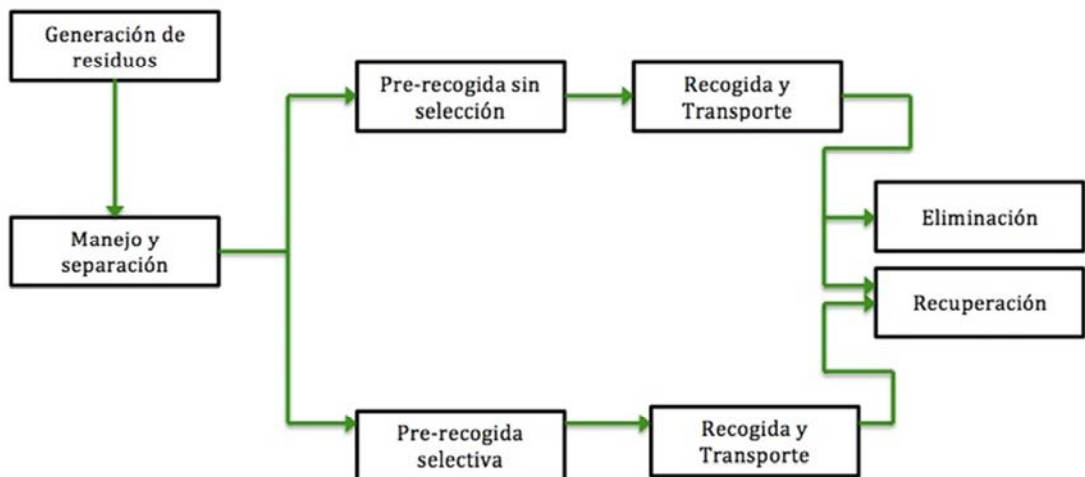 Generación de
residuos
Pre-recogida sin
selección
Recogida y
Transporte
Manejo y
separación
Eliminación
Recuperación
Pre-recogida
selectiva
Recogida y
Transporte